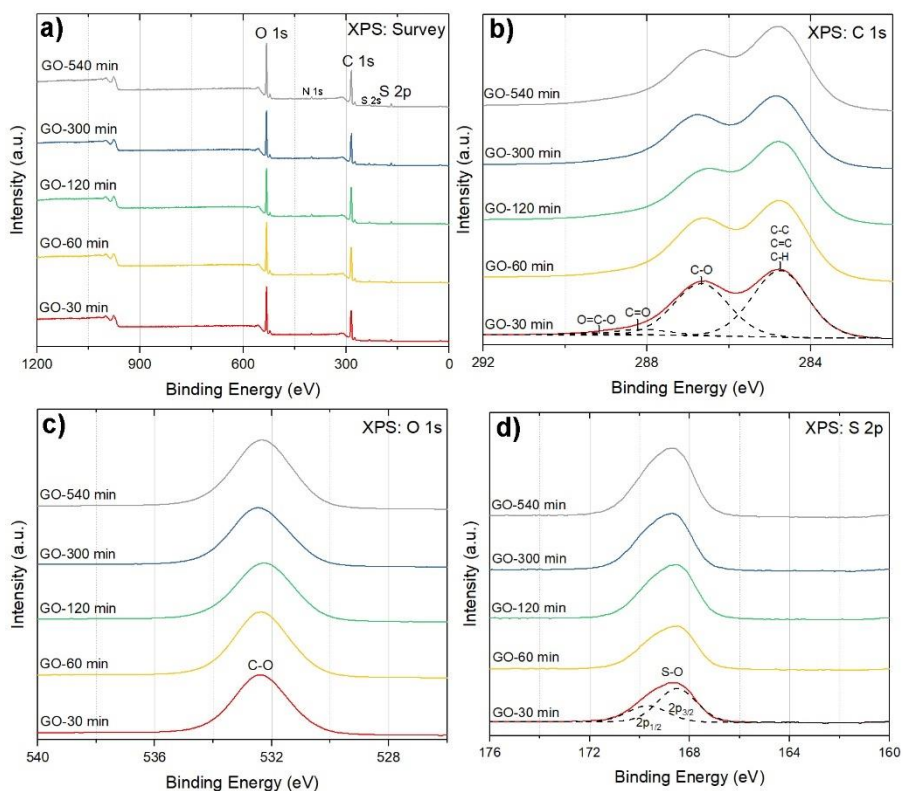 a)
XPS: Survey
O 1s
C 1s
N 1s
S 2s
S 2p
GO-540 min
GO-300 min
GO-120 min
GO-60 min
GO-30 min
Intensity (a.u.)
1200 900 600 300 0
Binding Energy (eV)
b)
XPS: C 1s
GO-540 min
GO-300 min
GO-120 min
GO-60 min
C-C
C=C
C-H
C-O
C=O
O=C-O
GO-30 min
Intensity (a.u.)
292 288 286 284
Binding Energy (eV)
c)
XPS: O 1s
GO-540 min
GO-300 min
GO-120 min
GO-60 min
C-O
GO-30 min
Intensity (a.u.)
540 536 532 528
Binding Energy (eV)
d)
XPS: S 2p
GO-540 min
GO-300 min
GO-120 min
GO-60 min
S-O
GO-30 min
2p3/2
2p1/2
Intensity (a.u.)
176 172 168 164 160
Binding Energy (eV)